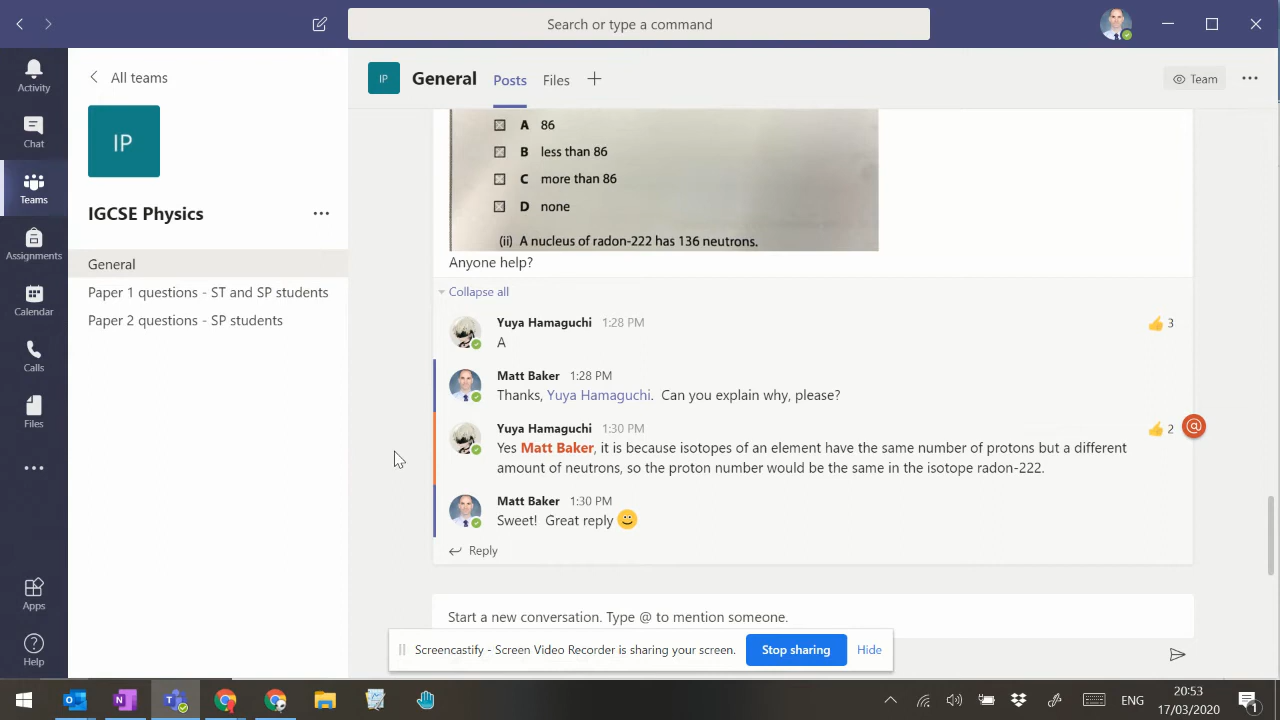 Search or type a command
Activity
Chat
Teams
Assignments
Calendar
Calls
Files
Apps
Help
All teams
IP
IGCSE Physics
General
Paper 1 questions - ST and SP students
Paper 2 questions - SP students
IP
General
Posts
Files
Team
A 86
B less than 86
C more than 86
D none
(ii) A nucleus of radon-222 has 136 neutrons.
Anyone help?
Collapse all
Yuya Hamaguchi 1:28 PM
3
A
Matt Baker 1:28 PM
Thanks, Yuya Hamaguchi. Can you explain why, please?
Yuya Hamaguchi 1:30 PM
2
Yes Matt Baker, it is because isotopes of an element have the same number of protons but a different
amount of neutrons, so the proton number would be the same in the isotope radon-222.
Matt Baker 1:30 PM
Sweet! Great reply
Reply
Start a new conversation. Type @ to mention someone.
Screencastify - Screen Video Recorder is sharing your screen.
Stop sharing
Hide
ENG
20:53
17/03/2020
1